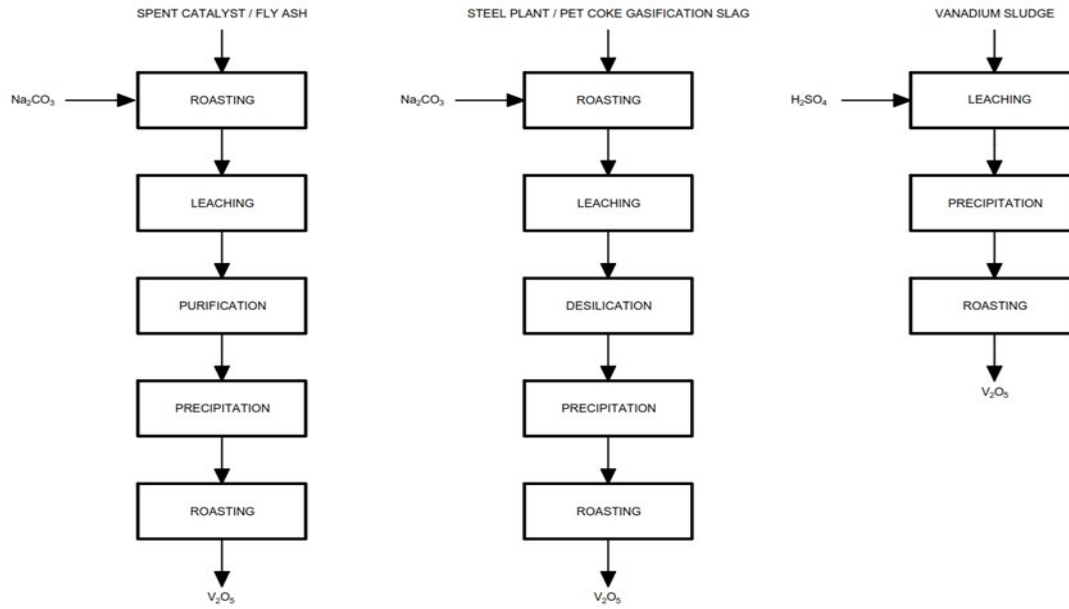 SPENT CATALYST / FLY ASH
Na₂CO₃
ROASTING
LEACHING
PURIFICATION
PRECIPITATION
ROASTING
V₂O₅
STEEL PLANT / PET COKE GASIFICATION SLAG
Na₂CO₃
ROASTING
LEACHING
DESILICATION
PRECIPITATION
ROASTING
V₂O₅
VANADIUM SLUDGE
H₂SO₄
LEACHING
PRECIPITATION
ROASTING
V₂O₅